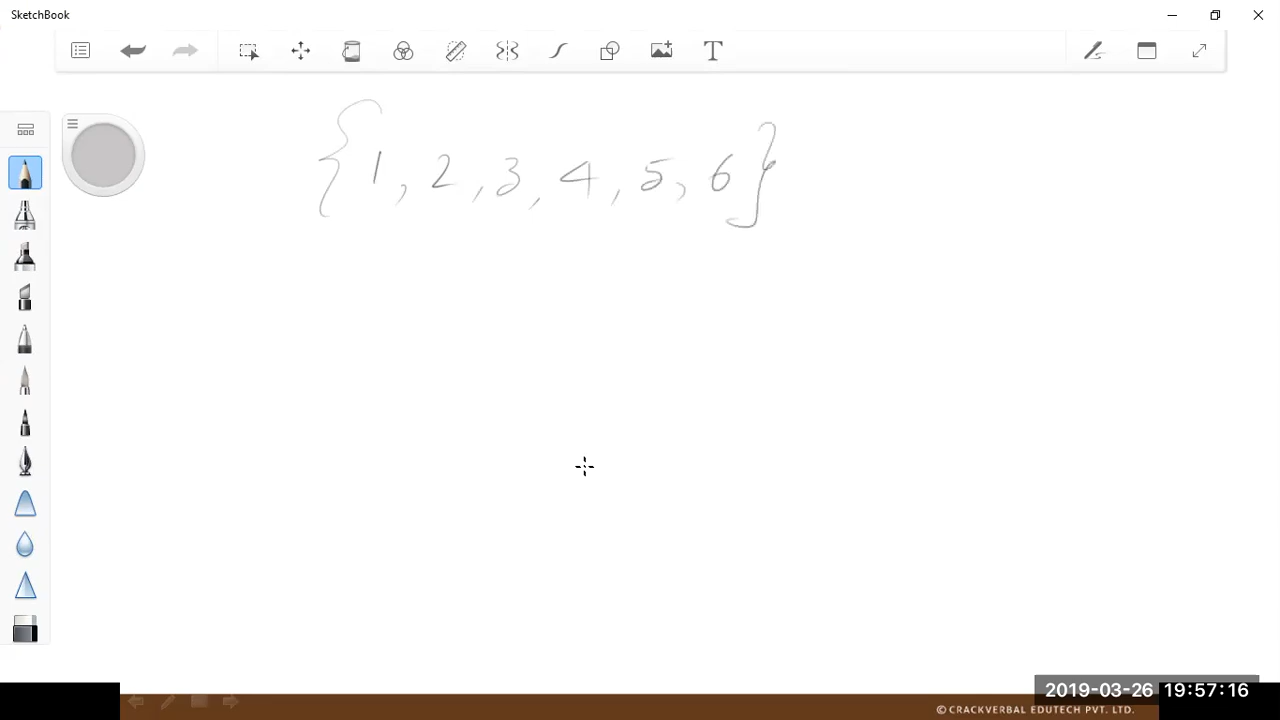 SketchBook
T
{1, 2, 3, 4, 5, 6}
2019-03-26 19:57:16
© CRACKVERBAL EDUTECH PVT. LTD.